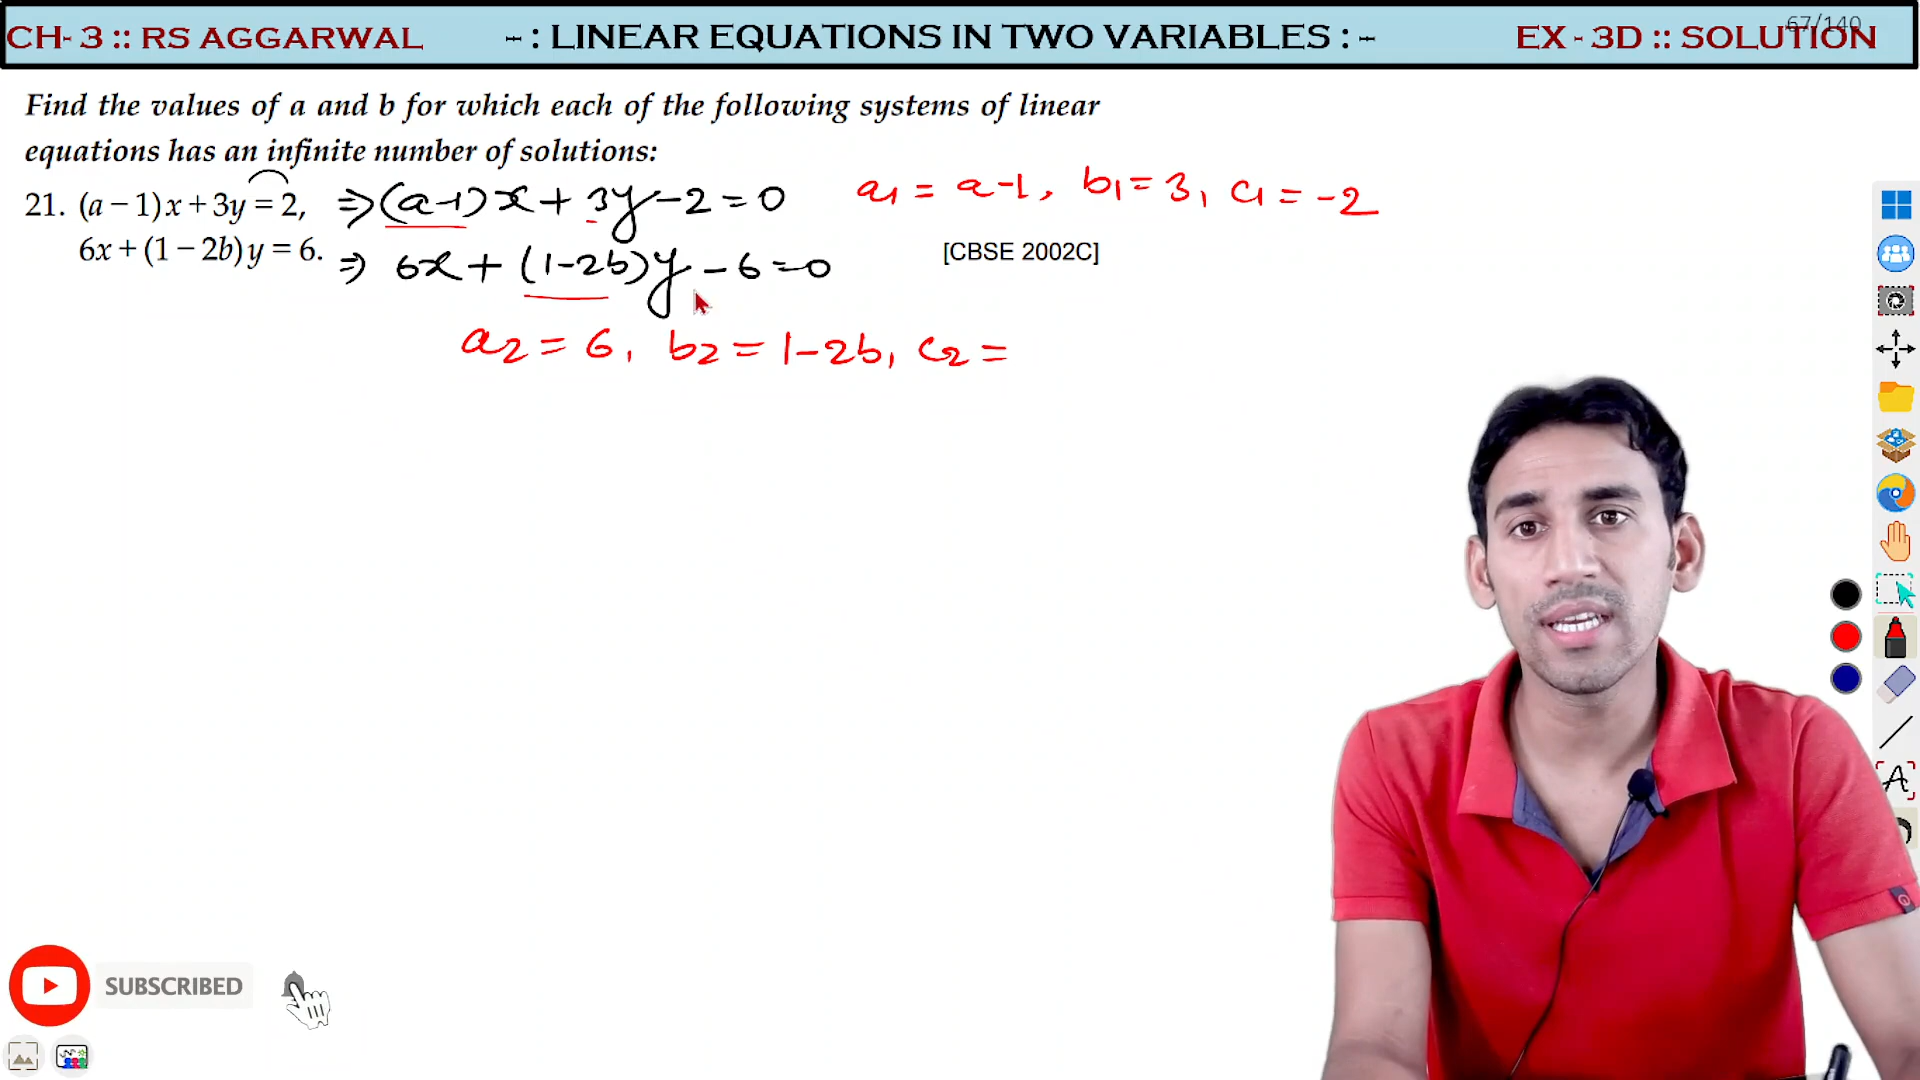 67/140
CH- 3 :: RS AGGARWAL - : LINEAR EQUATIONS IN TWO VARIABLES : - EX - 3D :: SOLUTION
Find the values of a and b for which each of the following systems of linear
equations has an infinite number of solutions:
21. (a − 1)x + 3y = 2, ⇒ (a-1)x + 3y - 2 = 0 a1 = a-1, b1 = 3, c1 = -2
6x + (1 − 2b)y = 6. ⇒ 6x + (1-2b)y - 6 = 0 [CBSE 2002C]
a2 = 6, b2 = 1-2b, c2 =
SUBSCRIBED